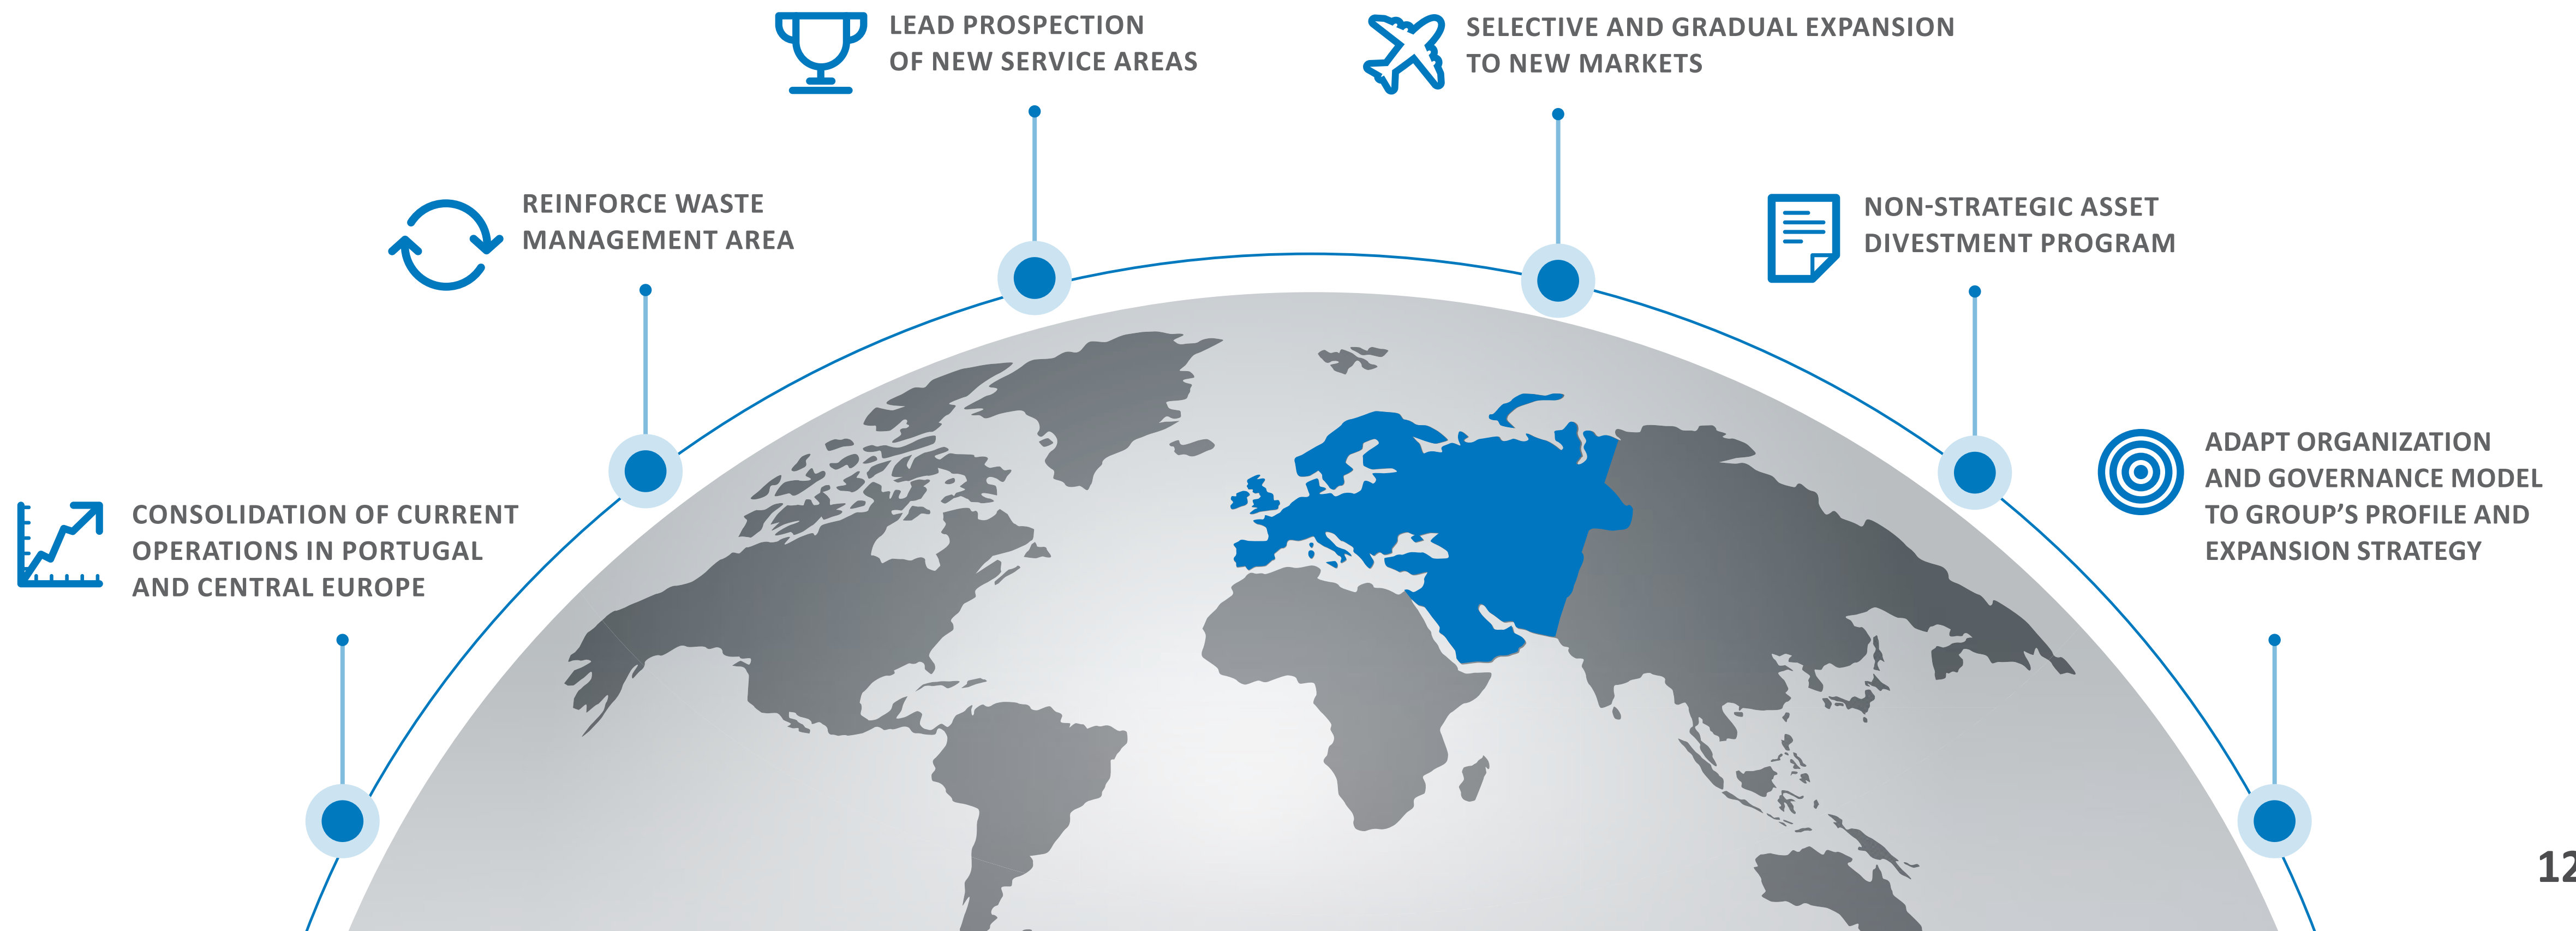 LEAD PROSPECTION
OF NEW SERVICE AREAS
SELECTIVE AND GRADUAL EXPANSION
TO NEW MARKETS
REINFORCE WASTE
MANAGEMENT AREA
NON-STRATEGIC ASSET
DIVESTMENT PROGRAM
CONSOLIDATION OF CURRENT
OPERATIONS IN PORTUGAL
AND CENTRAL EUROPE
ADAPT ORGANIZATION
AND GOVERNANCE MODEL
TO GROUP’S PROFILE AND
EXPANSION STRATEGY
12